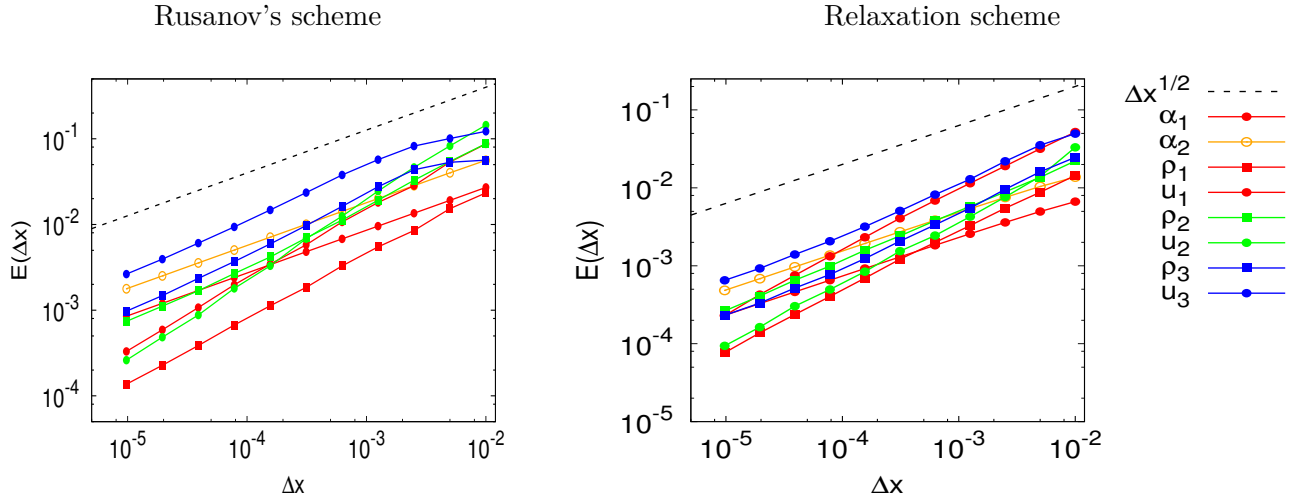 Rusanov's scheme
E(Δx)
10⁻¹
10⁻²
10⁻³
10⁻⁴
10⁻⁵ 10⁻⁴ 10⁻³ 10⁻²
Δx
Relaxation scheme
E(Δx)
10⁻¹
10⁻²
10⁻³
10⁻⁴
10⁻⁵
10⁻⁵ 10⁻⁴ 10⁻³ 10⁻²
Δx
Δx^1/2
α₁
α₂
ρ₁
u₁
ρ₂
u₂
ρ₃
u₃